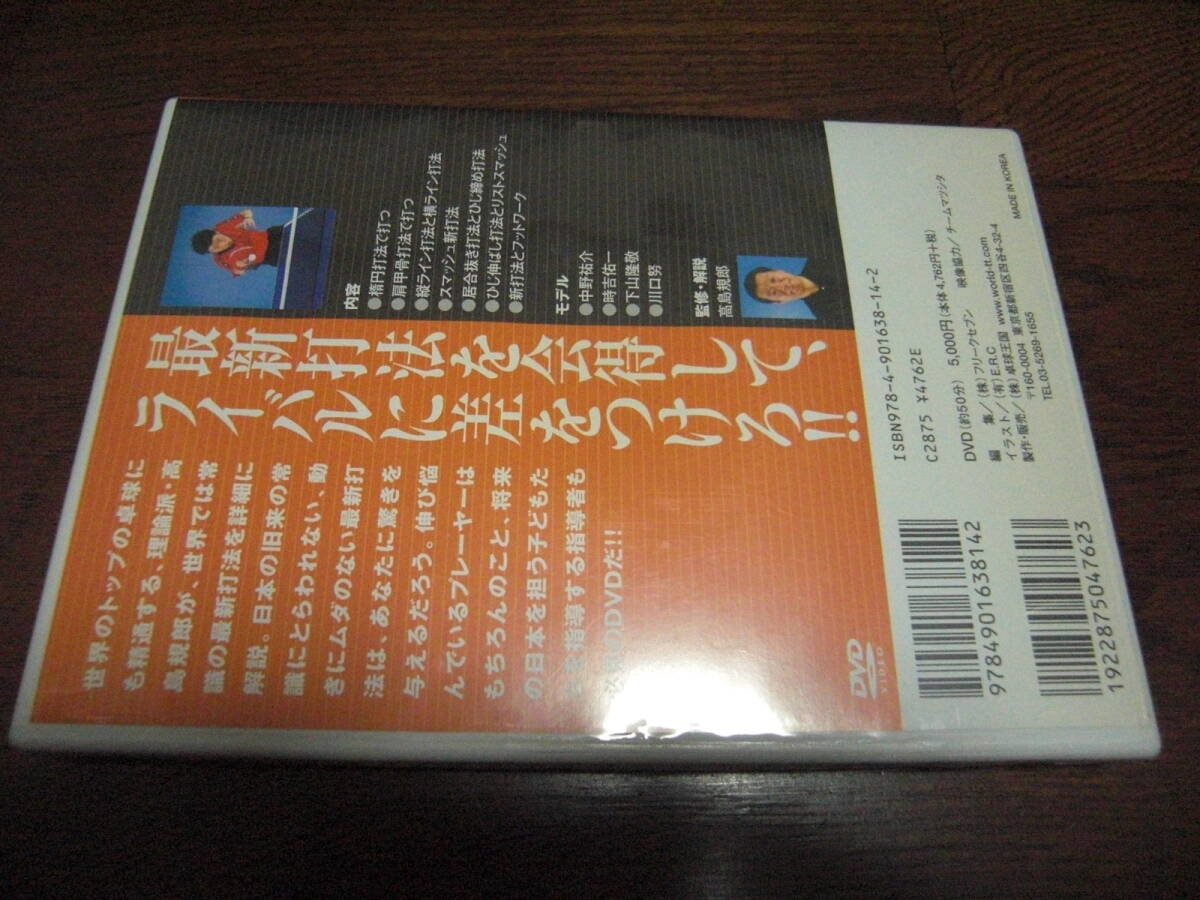 最新打法を会得して、
ライバルに差をつけろ!!
世界のトップの卓球に
も精通する、理論派・高
島規郎が、世界では常
識の最新打法を詳細に
解説。日本の旧来の常
識にとらわれない、動
きにムダのない最新打
法は、あなたに驚きを
与えるだろう。伸び悩
んでいるプレーヤーは
もちろんのこと、将来
の日本を担う子どもた
ちを指導する指導者も
のDVDだ!!
内容
●楕円打法で打つ
●肩甲骨打法で打つ
●縦ライン打法と横ライン打法
●スマッシュ新打法
●居合抜き打法とひじ締め打法
●ひじ伸ばし打法とリストスマッシュ
●新打法とフットワーク
モデル
●中野祐介
●時吉佑一
●下山隆敬
●川口努
監修・解説
高島規郎
DVD
VIDEO
ISBN978-4-901638-14-2
C2875 ¥4762E
DVD(約50分) 5,000円(本体4,762円+税)
編 集/(株)フリークセブン 映像協力/チームマツシタ
イラスト/(有)E.R.C
製作・販売/(株)卓球王国 www.world-tt.com
〒160-0004 東京都新宿区四谷4-32-4
TEL.03-5269-1655
MADE IN KOREA
9784901638142
1922875047623